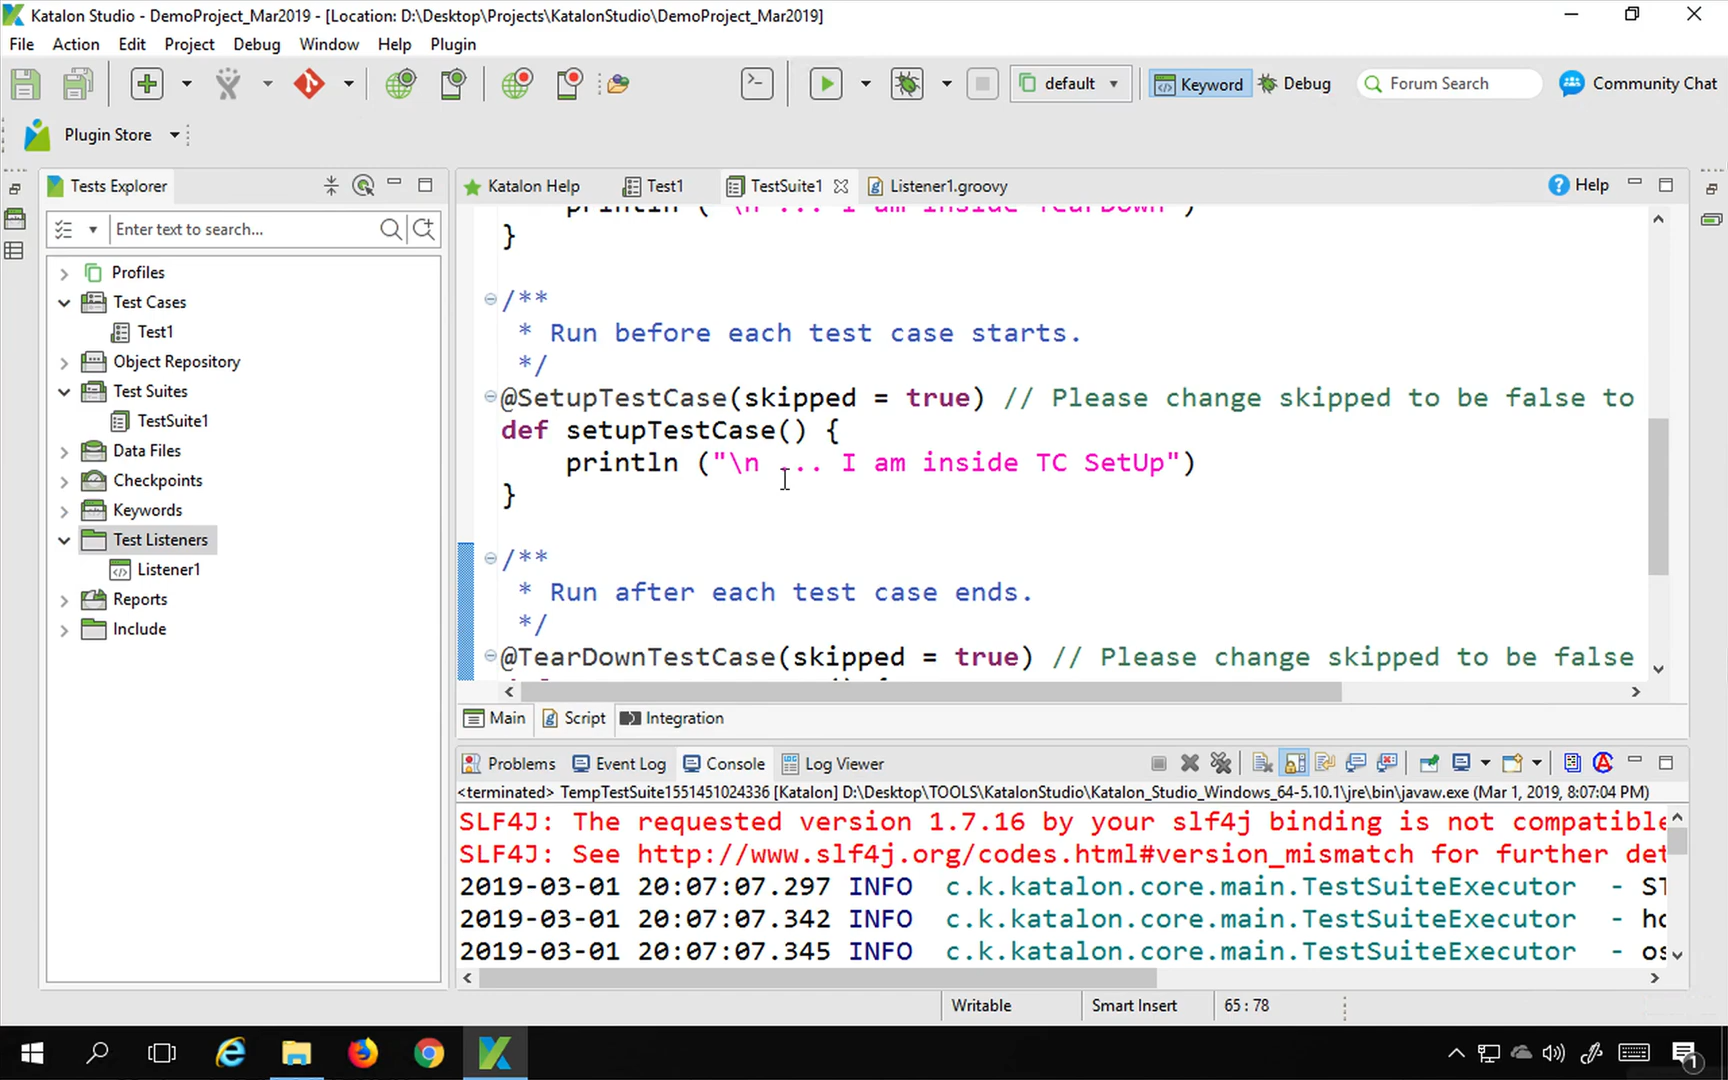 Katalon Studio - DemoProject_Mar2019 - [Location: D:\Desktop\Projects\KatalonStudio\DemoProject_Mar2019]
File Action Edit Project Debug Window Help Plugin
default Keyword Debug Forum Search Community Chat
Plugin Store
Tests Explorer
Enter text to search...
Profiles
Test Cases
Test1
Object Repository
Test Suites
TestSuite1
Data Files
Checkpoints
Keywords
Test Listeners
Listener1
Reports
Include
Katalon Help Test1 TestSuite1 Listener1.groovy Help
println ("\n ... I am inside TearDown")
}
/**
* Run before each test case starts.
*/
@SetupTestCase(skipped = true) // Please change skipped to be false to
def setupTestCase() {
println ("\n ... I am inside TC SetUp")
}
/**
* Run after each test case ends.
*/
@TearDownTestCase(skipped = true) // Please change skipped to be false
Main Script Integration
Problems Event Log Console Log Viewer
<terminated> TempTestSuite1551451024336 [Katalon] D:\Desktop\TOOLS\KatalonStudio\Katalon_Studio_Windows_64-5.10.1\jre\bin\javaw.exe (Mar 1, 2019, 8:07:04 PM)
SLF4J: The requested version 1.7.16 by your slf4j binding is not compatible
SLF4J: See http://www.slf4j.org/codes.html#version_mismatch for further det
2019-03-01 20:07:07.297 INFO c.k.katalon.core.main.TestSuiteExecutor - ST
2019-03-01 20:07:07.342 INFO c.k.katalon.core.main.TestSuiteExecutor - ho
2019-03-01 20:07:07.345 INFO c.k.katalon.core.main.TestSuiteExecutor - os
Writable Smart Insert 65 : 78
1